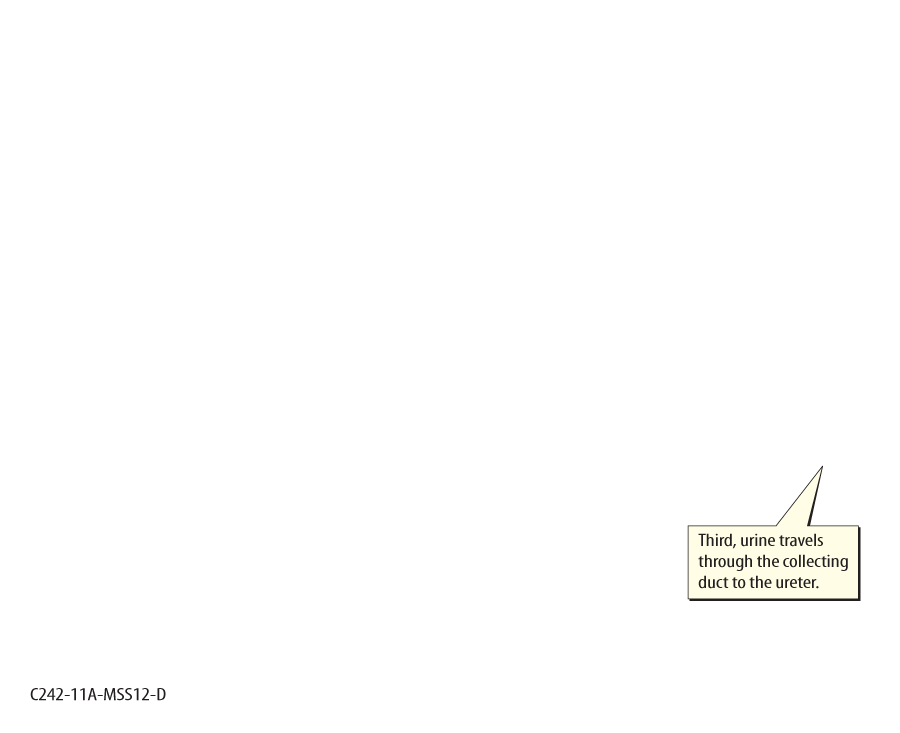 Third, urine travels
through the collecting
duct to the ureter.
C242-11A-MSS12-D